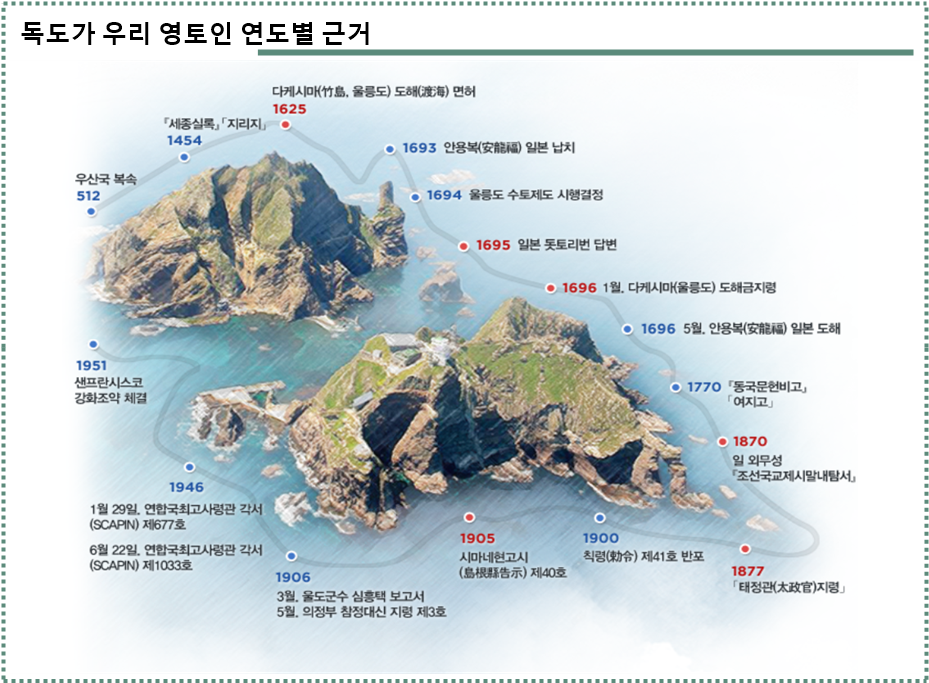 독도가 우리 영토인 연도별 근거
다케시마(竹島, 울릉도) 도해(渡海) 면허
1625
『세종실록』「지리지」
1454
우산국 복속
512
1693 안용복(安龍福) 일본 납치
1694 울릉도 수토제도 시행결정
1695 일본 돗토리번 답변
1696 1월, 다케시마(울릉도) 도해금지령
1696 5월, 안용복(安龍福) 일본 도해
1770 『동국문헌비고』
「여지고」
1870
일 외무성
『조선국교제시말내탐서』
1877
「태정관(太政官)지령」
1900
칙령(勅令) 제41호 반포
1905
시마네현고시
(島根縣告示) 제40호
1906
3월, 울도군수 심흥택 보고서
5월, 의정부 참정대신 지령 제3호
1946
1월 29일, 연합국최고사령관 각서
(SCAPIN) 제677호
6월 22일, 연합국최고사령관 각서
(SCAPIN) 제1033호
1951
샌프란시스코
강화조약 체결